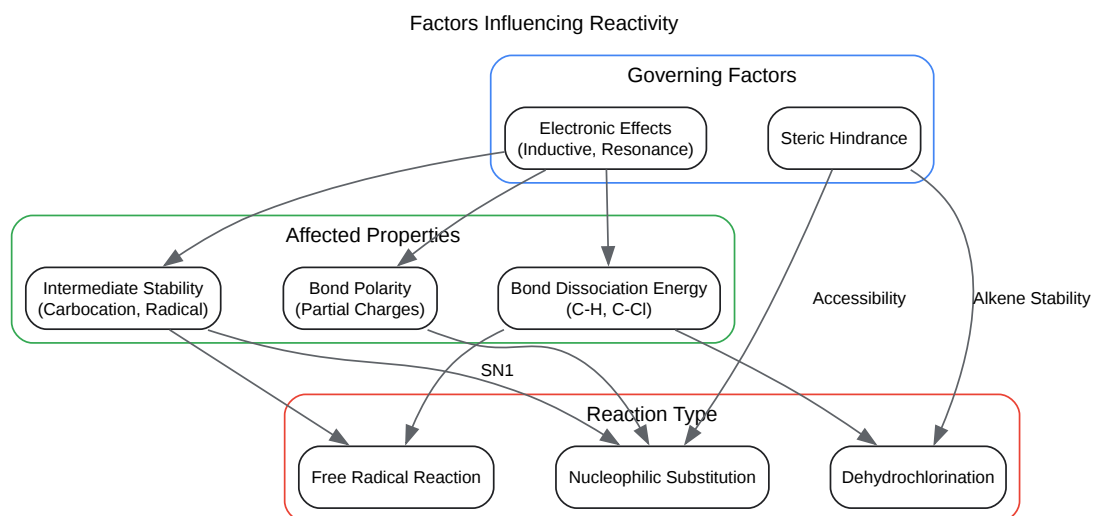 Factors Influencing Reactivity
Governing Factors
Electronic Effects
(Inductive, Resonance)
Steric Hindrance
Affected Properties
Intermediate Stability
(Carbocation, Radical)
Bond Polarity
(Partial Charges)
Bond Dissociation Energy
(C-H, C-Cl)
Accessibility
Alkene Stability
SN1
Reaction Type
Free Radical Reaction
Nucleophilic Substitution
Dehydrochlorination